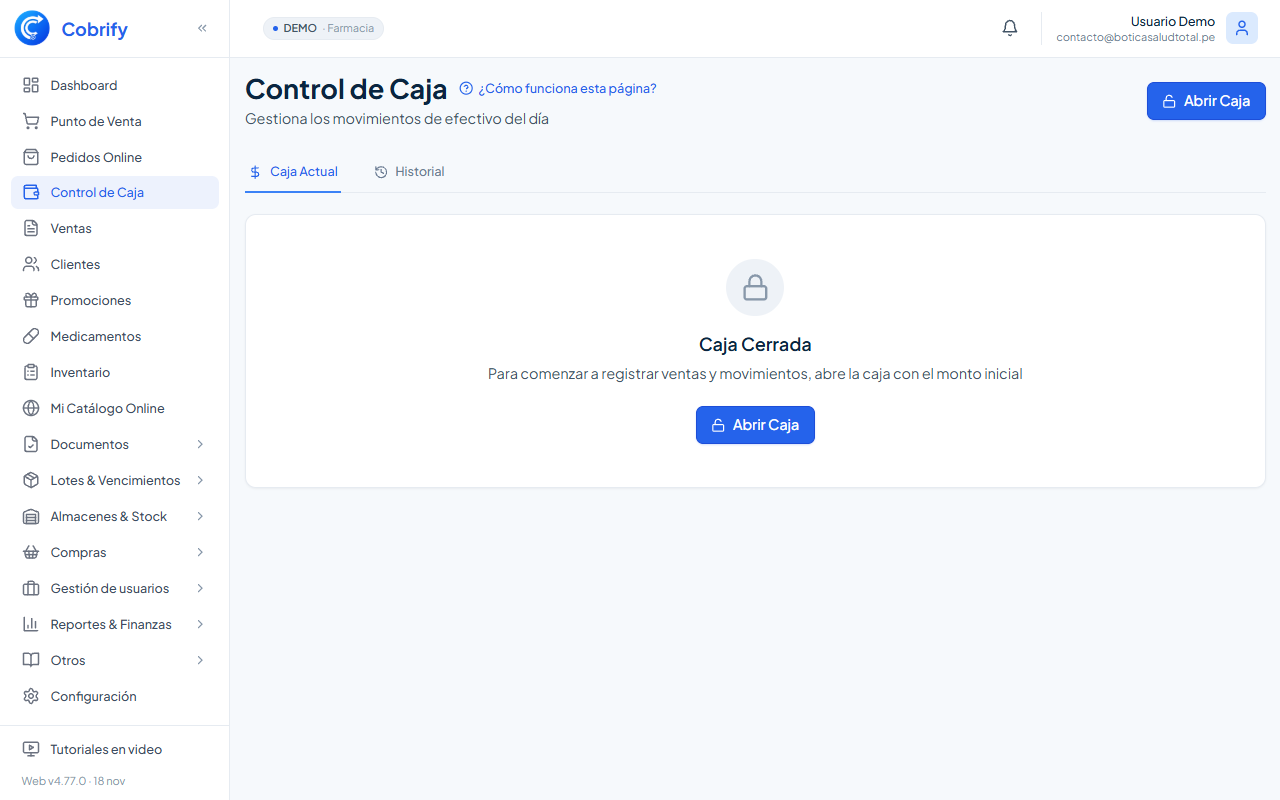 Cobrify
DEMO · Farmacia
Usuario Demo
contacto@boticasaludtotal.pe
Dashboard
Punto de Venta
Pedidos Online
Control de Caja
Ventas
Clientes
Promociones
Medicamentos
Inventario
Mi Catálogo Online
Documentos
Lotes & Vencimientos
Almacenes & Stock
Compras
Gestión de usuarios
Reportes & Finanzas
Otros
Configuración
Tutoriales en video
Web v4.77.0 · 18 nov
Control de Caja
¿Cómo funciona esta página?
Gestiona los movimientos de efectivo del día
Abrir Caja
Caja Actual
Historial
Caja Cerrada
Para comenzar a registrar ventas y movimientos, abre la caja con el monto inicial
Abrir Caja